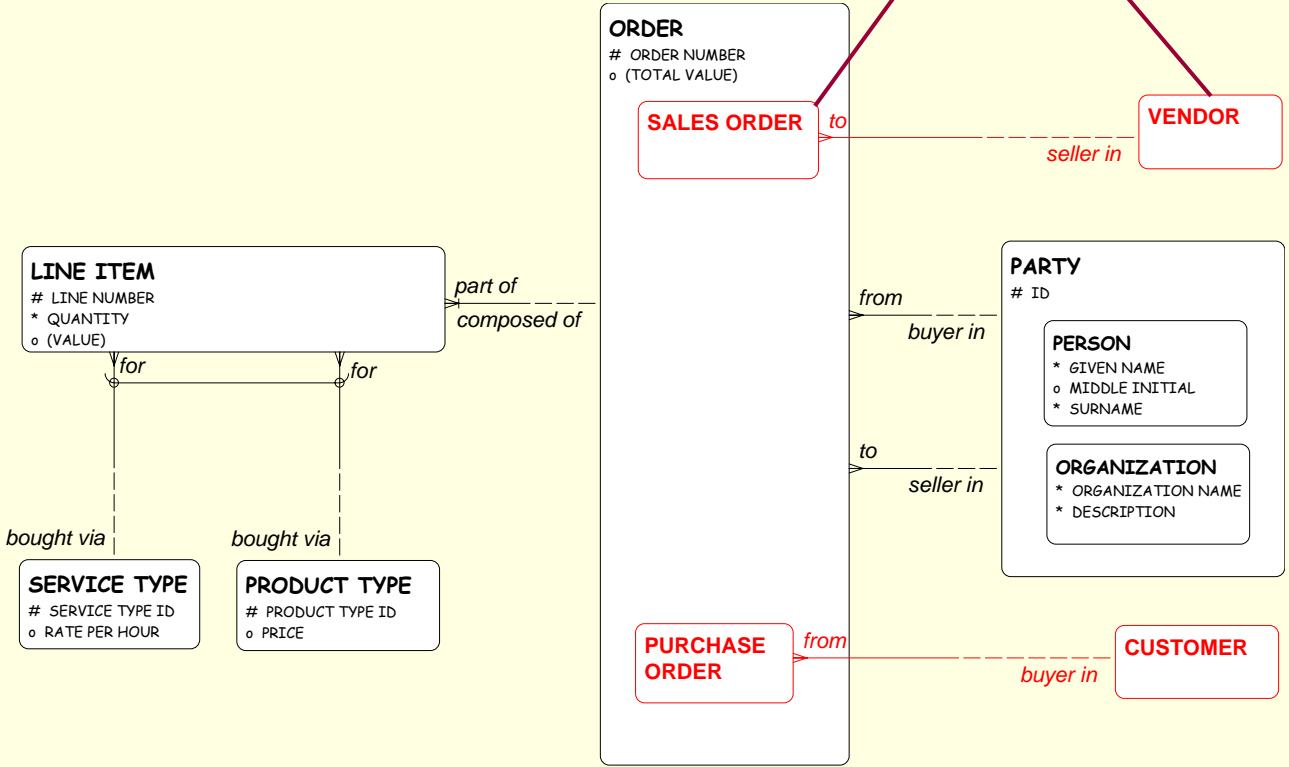 ORDER
# ORDER NUMBER
o (TOTAL VALUE)
SALES ORDER
to
seller in
VENDOR
LINE ITEM
# LINE NUMBER
* QUANTITY
o (VALUE)
part of
composed of
for
for
bought via
bought via
SERVICE TYPE
# SERVICE TYPE ID
o RATE PER HOUR
PRODUCT TYPE
# PRODUCT TYPE ID
o PRICE
from
buyer in
to
seller in
PARTY
# ID
PERSON
* GIVEN NAME
o MIDDLE INITIAL
* SURNAME
ORGANIZATION
* ORGANIZATION NAME
* DESCRIPTION
PURCHASE
ORDER
from
buyer in
CUSTOMER